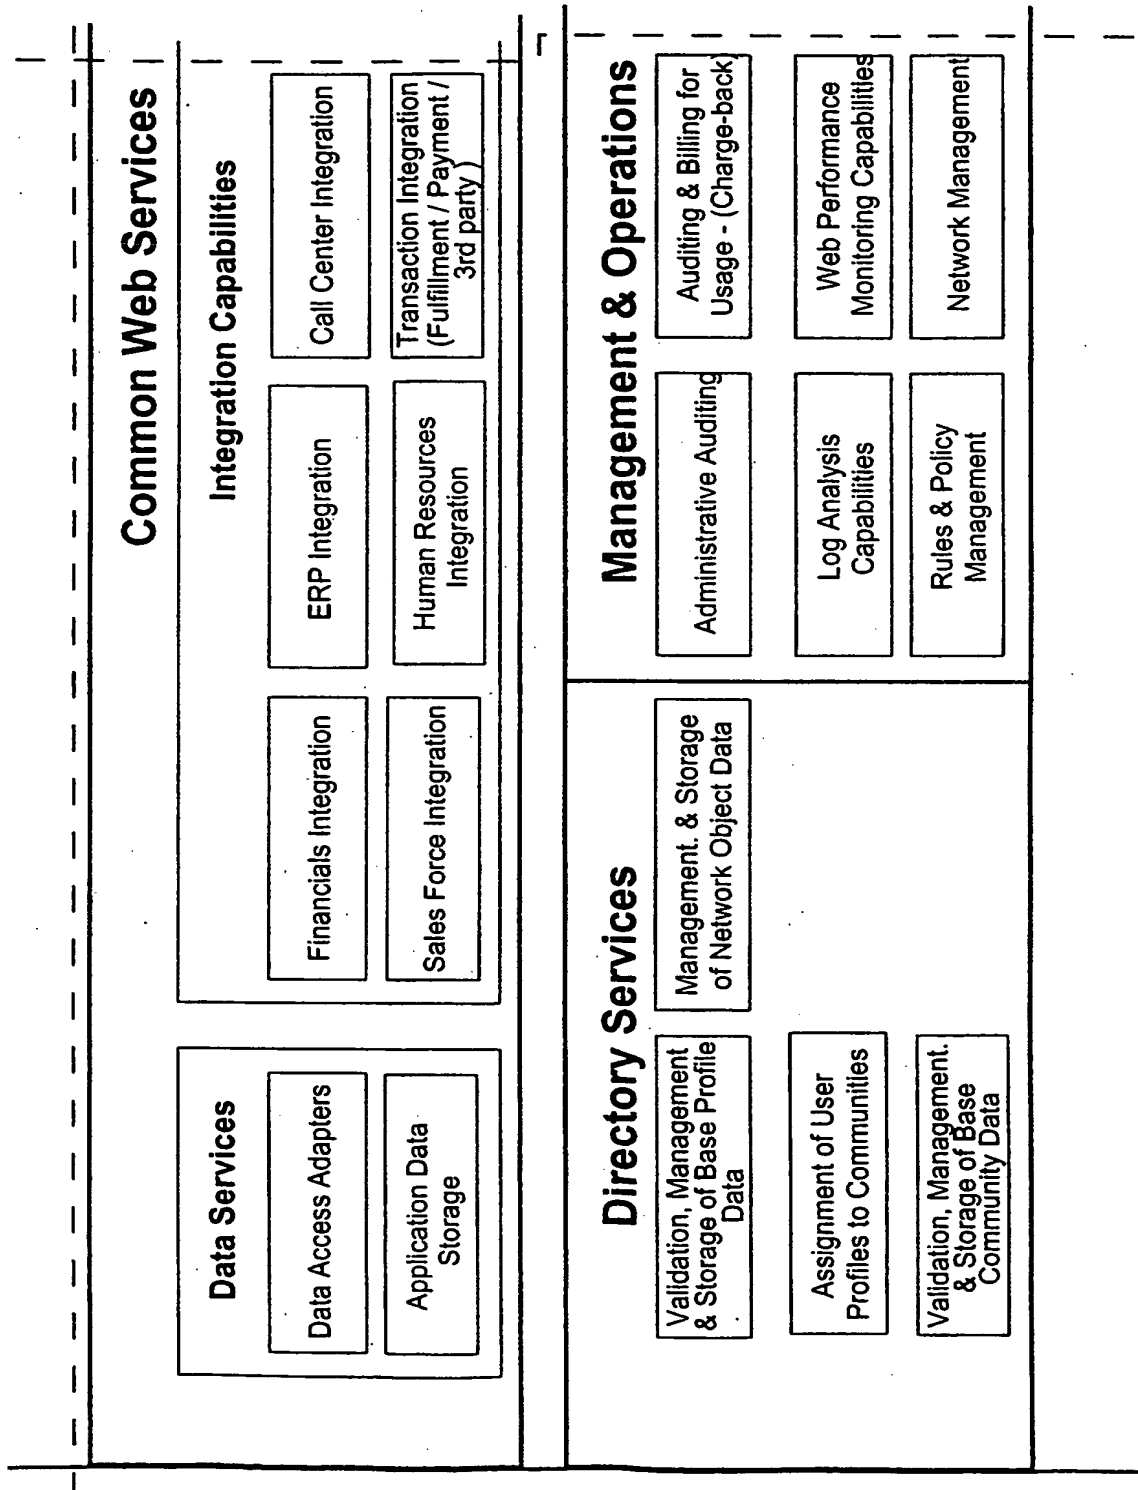 Common Web Services
Data Services
Data Access Adapters
Application Data
Storage
Integration Capabilities
Financials Integration
ERP Integration
Call Center Integration
Sales Force Integration
Human Resources
Integration
Transaction Integration
(Fulfillment / Payment /
3rd party )
Directory Services
Validation, Management
& Storage of Base Profile
Data
Management. & Storage
of Network Object Data
Assignment of User
Profiles to Communities
Validation, Management.
& Storage of Base
Community Data
Management & Operations
Administrative Auditing
Auditing & Billing for
Usage - (Charge-back)
Log Analysis
Capabilities
Web Performance
Monitoring Capabilities
Rules & Policy
Management
Network Management